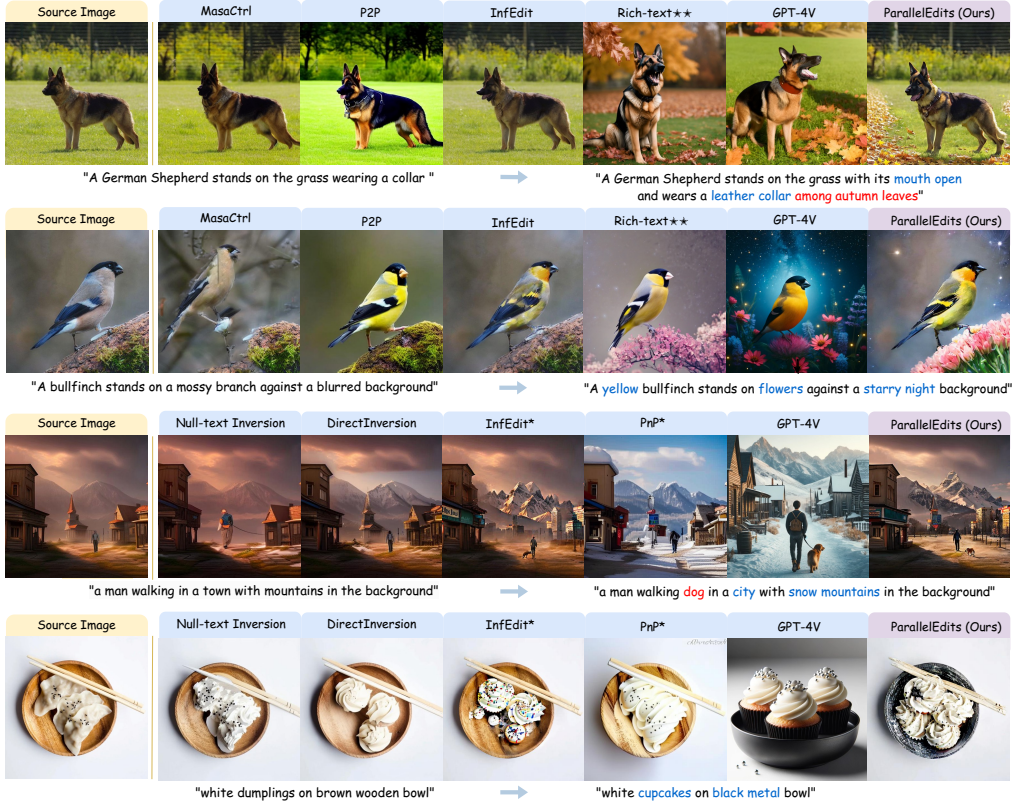 Source Image
MasaCtrl
P2P
InfEdit
Rich-text★★
GPT-4V
ParallelEdits (Ours)
"A German Shepherd stands on the grass wearing a collar "
"A German Shepherd stands on the grass with its mouth open
and wears a leather collar among autumn leaves"
Source Image
MasaCtrl
P2P
InfEdit
Rich-text★★
GPT-4V
ParallelEdits (Ours)
"A bullfinch stands on a mossy branch against a blurred background"
"A yellow bullfinch stands on flowers against a starry night background"
Source Image
Null-text Inversion
DirectInversion
InfEdit*
PnP*
GPT-4V
ParallelEdits (Ours)
"a man walking in a town with mountains in the background"
"a man walking dog in a city with snow mountains in the background"
Source Image
Null-text Inversion
DirectInversion
InfEdit*
PnP*
GPT-4V
ParallelEdits (Ours)
"white dumplings on brown wooden bowl"
"white cupcakes on black metal bowl"